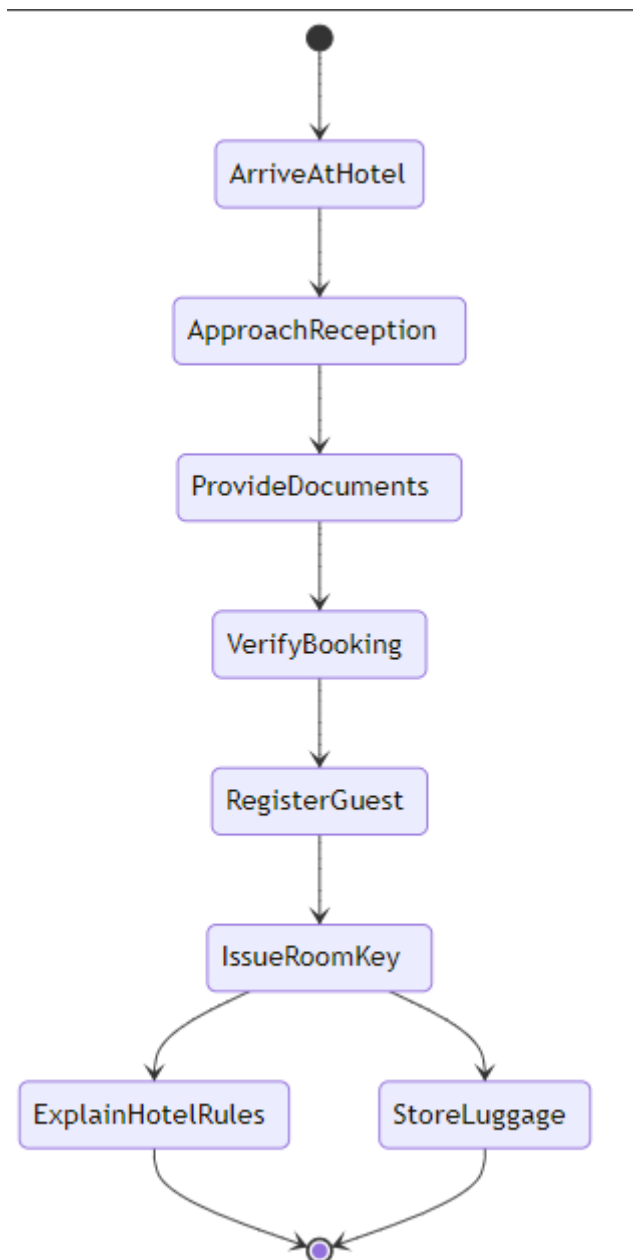 ArriveAtHotel
ApproachReception
ProvideDocuments
VerifyBooking
RegisterGuest
IssueRoomKey
ExplainHotelRules
StoreLuggage